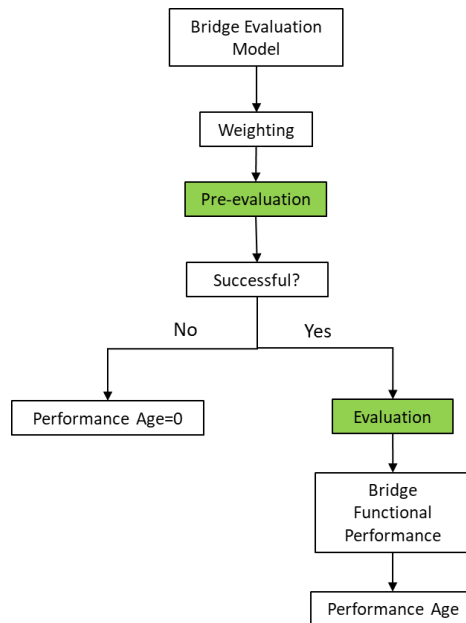 Bridge Evaluation
Model
Weighting
Pre-evaluation
Successful?
No
Yes
Performance Age=0
Evaluation
Bridge
Functional
Performance
Performance Age